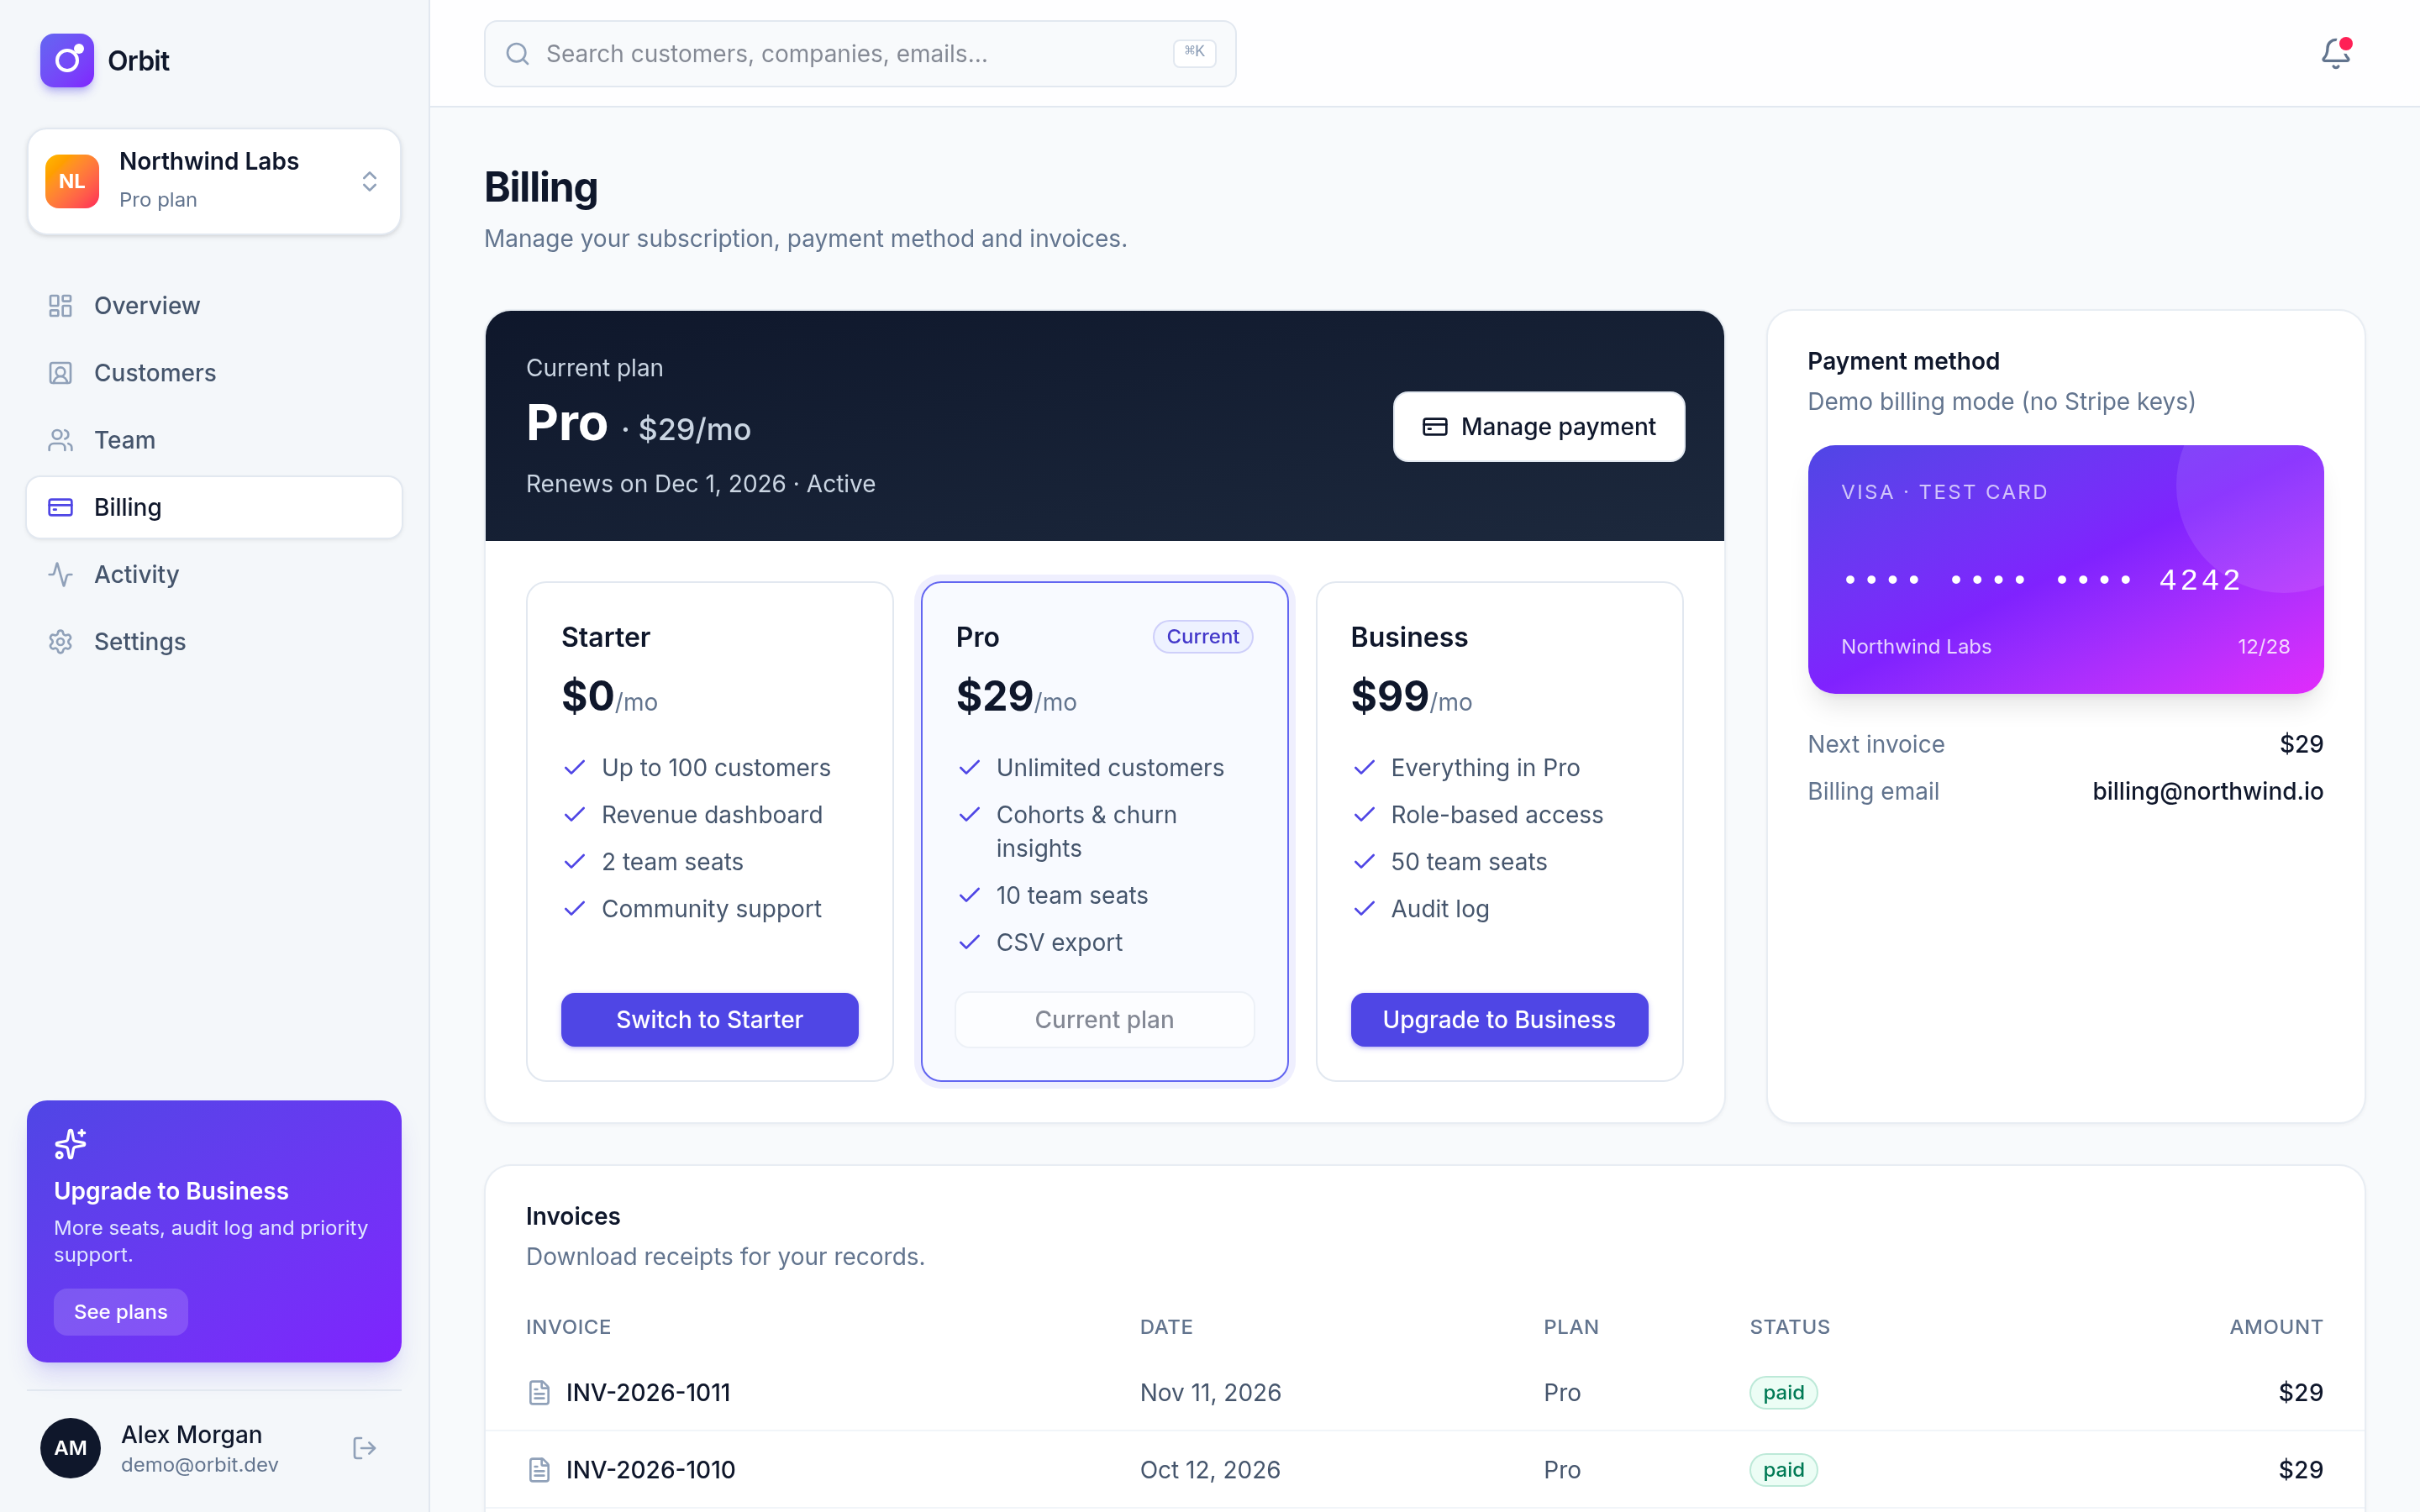 Orbit
NL
Northwind Labs
Pro plan
Overview
Customers
Team
Billing
Activity
Settings
Upgrade to Business
More seats, audit log and priority
support.
See plans
AM
Alex Morgan
demo@orbit.dev
Search customers, companies, emails...
⌘K
Billing
Manage your subscription, payment method and invoices.
Current plan
Pro · $29/mo
Renews on Dec 1, 2026 · Active
Manage payment
Starter
$0/mo
Up to 100 customers
Revenue dashboard
2 team seats
Community support
Switch to Starter
Pro
Current
$29/mo
Unlimited customers
Cohorts & churn
insights
10 team seats
CSV export
Current plan
Business
$99/mo
Everything in Pro
Role-based access
50 team seats
Audit log
Upgrade to Business
Payment method
Demo billing mode (no Stripe keys)
VISA · TEST CARD
•••• •••• •••• 4242
Northwind Labs 12/28
Next invoice $29
Billing email billing@northwind.io
Invoices
Download receipts for your records.
INVOICE DATE PLAN STATUS AMOUNT
INV-2026-1011 Nov 11, 2026 Pro paid $29
INV-2026-1010 Oct 12, 2026 Pro paid $29